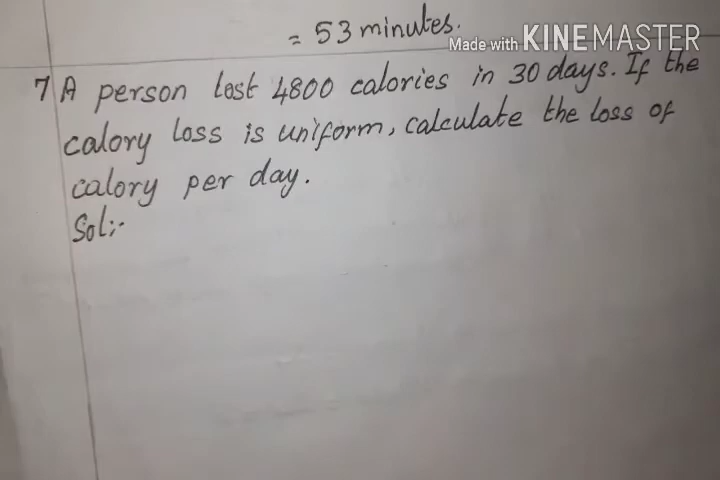 = 53 minutes.
Made with KINEMASTER
7 A person lost 4800 calories in 30 days. If the
calory loss is uniform, calculate the loss of
calory per day.
Sol:-